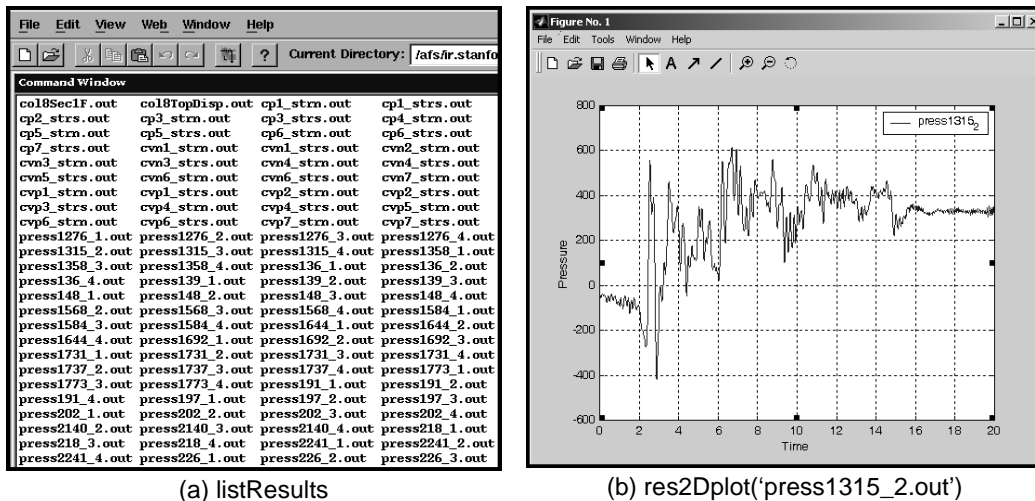 File Edit View Web Window Help
? Current Directory: /afs/ir.stanfo
Command Window
col8Sec1F.out col8TopDisp.out cp1_strn.out cp1_strs.out
cp2_strs.out cp3_strn.out cp3_strs.out cp4_strn.out
cp5_strn.out cp5_strs.out cp6_strn.out cp6_strs.out
cp7_strs.out cvn1_strn.out cvn1_strs.out cvn2_strn.out
cvn3_strn.out cvn3_strs.out cvn4_strn.out cvn4_strs.out
cvn5_strs.out cvn6_strn.out cvn6_strs.out cvn7_strn.out
cvp1_strn.out cvp1_strs.out cvp2_strn.out cvp2_strs.out
cvp3_strs.out cvp4_strn.out cvp4_strs.out cvp5_strn.out
cvp6_strn.out cvp6_strs.out cvp7_strn.out cvp7_strs.out
press1276_1.out press1276_2.out press1276_3.out press1276_4.out
press1315_2.out press1315_3.out press1315_4.out press1358_1.out
press1358_3.out press1358_4.out press136_1.out press136_2.out
press136_4.out press139_1.out press139_2.out press139_3.out
press148_1.out press148_2.out press148_3.out press148_4.out
press1568_2.out press1568_3.out press1568_4.out press1584_1.out
press1584_3.out press1584_4.out press1644_1.out press1644_2.out
press1644_4.out press1692_1.out press1692_2.out press1692_3.out
press1731_1.out press1731_2.out press1731_3.out press1731_4.out
press1737_2.out press1737_3.out press1737_4.out press1773_1.out
press1773_3.out press1773_4.out press191_1.out press191_2.out
press191_4.out press197_1.out press197_2.out press197_3.out
press202_1.out press202_2.out press202_3.out press202_4.out
press2140_2.out press2140_3.out press2140_4.out press218_1.out
press218_3.out press218_4.out press2241_1.out press2241_2.out
press2241_4.out press226_1.out press226_2.out press226_3.out
(a) listResults
Figure No. 1
File Edit Tools Window Help
A
press1315₂
800
600
400
200
0
-200
-400
-600
Pressure
0 2 4 6 8 10 12 14 16 18 20
Time
(b) res2Dplot(‘press1315_2.out’)